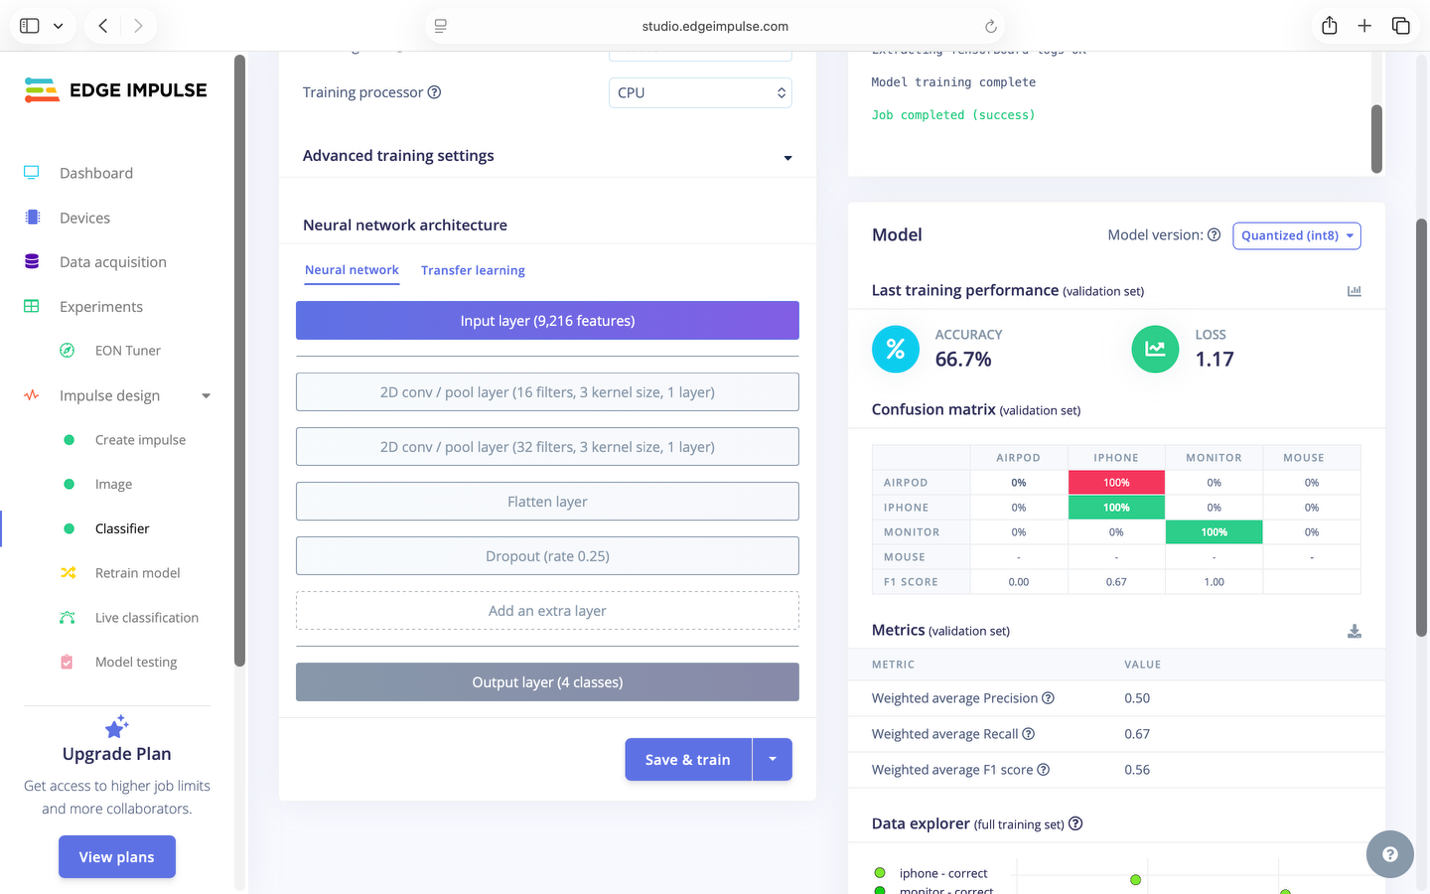 studio.edgeimpulse.com
EDGE IMPULSE
Dashboard
Devices
Data acquisition
Experiments
EON Tuner
Impulse design
Create impulse
Image
Classifier
Retrain model
Live classification
Model testing
Upgrade Plan
Get access to higher job limits
and more collaborators.
View plans
Training processor ?
CPU
Advanced training settings
Neural network architecture
Neural network Transfer learning
Input layer (9,216 features)
2D conv / pool layer (16 filters, 3 kernel size, 1 layer)
2D conv / pool layer (32 filters, 3 kernel size, 1 layer)
Flatten layer
Dropout (rate 0.25)
Add an extra layer
Output layer (4 classes)
Save & train
Extracting TensorBoard logs OK
Model training complete
Job completed (success)
Model Model version: ? Quantized (int8)
Last training performance (validation set)
% ACCURACY 66.7% LOSS 1.17
Confusion matrix (validation set)
AIRPOD IPHONE MONITOR MOUSE
AIRPOD 0% 100% 0% 0%
IPHONE 0% 100% 0% 0%
MONITOR 0% 0% 100% 0%
MOUSE - - - -
F1 SCORE 0.00 0.67 1.00
Metrics (validation set)
METRIC VALUE
Weighted average Precision ? 0.50
Weighted average Recall ? 0.67
Weighted average F1 score ? 0.56
Data explorer (full training set) ?
iphone - correct
monitor - correct
?